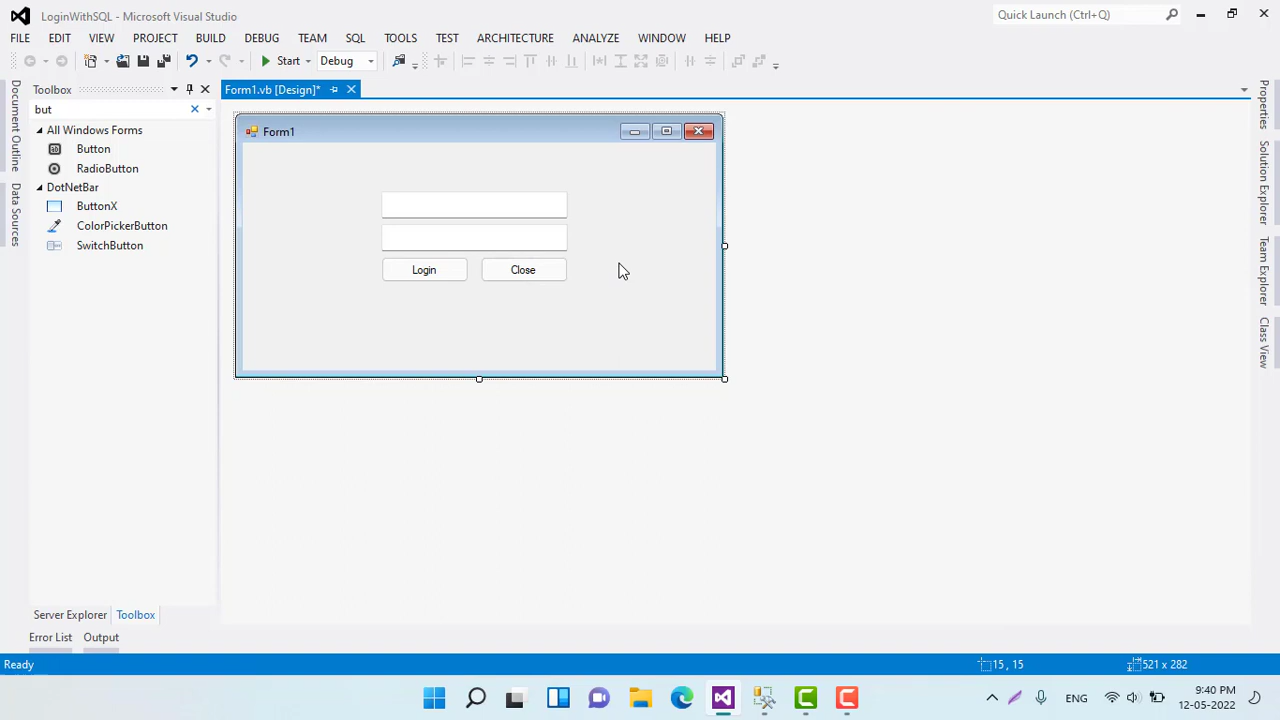 LoginWithSQL - Microsoft Visual Studio
Quick Launch (Ctrl+Q)
FILE EDIT VIEW PROJECT BUILD DEBUG TEAM SQL TOOLS TEST ARCHITECTURE ANALYZE WINDOW HELP
Start Debug
Document Outline
Data Sources
Toolbox
but
All Windows Forms
Button
RadioButton
DotNetBar
ButtonX
ColorPickerButton
SwitchButton
Form1.vb [Design]*
Form1
Login Close
Properties
Solution Explorer
Team Explorer
Class View
Server Explorer Toolbox
Error List Output
Ready 15 , 15 521 x 282
ENG
9:40 PM
12-05-2022